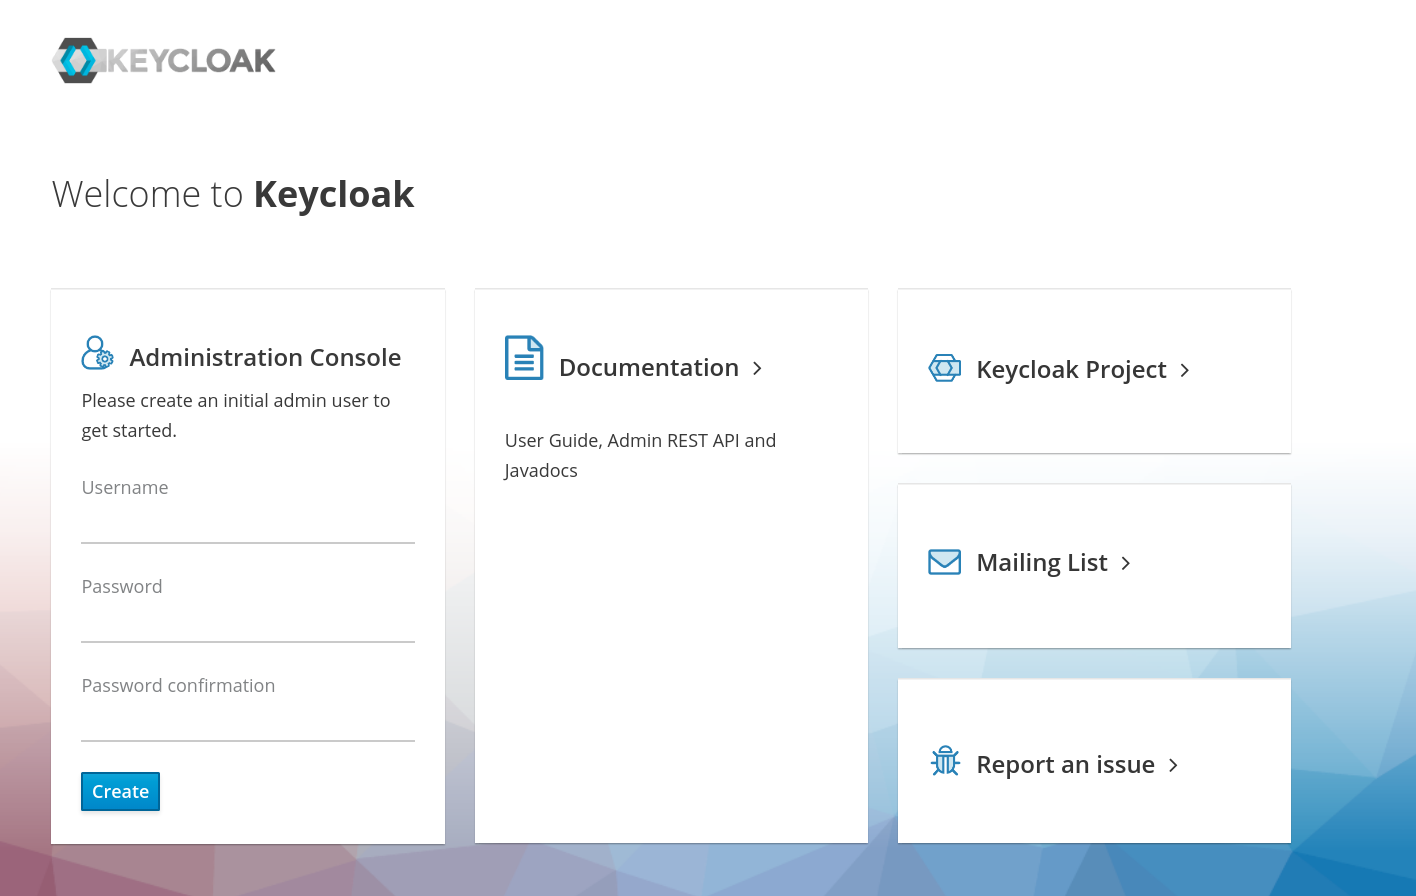 KEYCLOAK
Welcome to Keycloak
Administration Console
Please create an initial admin user to
get started.
Username
Password
Password confirmation
Create
Documentation
User Guide, Admin REST API and
Javadocs
Keycloak Project
Mailing List
Report an issue